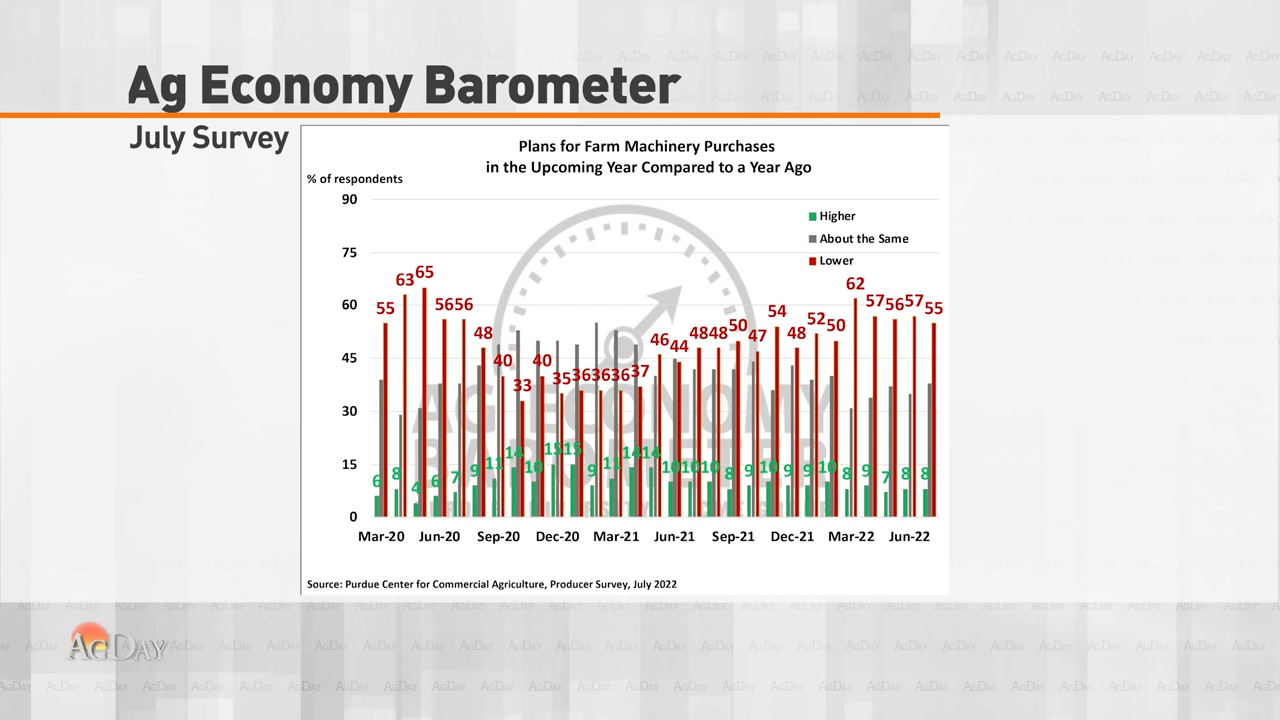 Ag Economy Barometer
July Survey
Plans for Farm Machinery Purchases
in the Upcoming Year Compared to a Year Ago
% of respondents
90
75
60
45
30
15
0
Higher
About the Same
Lower
55 63 65 56 56 48 40 33 40 35 36 36 36 37 46 44 48 48 50 47 54 48 52 50 62 57 56 57 55
6 8 4 6 7 9 11 14 10 15 15 9 11 14 14 10 10 10 8 9 10 9 9 10 8 9 7 8 8
AG ECONOMY
BAROMETER
Mar-20 Jun-20 Sep-20 Dec-20 Mar-21 Jun-21 Sep-21 Dec-21 Mar-22 Jun-22
Source: Purdue Center for Commercial Agriculture, Producer Survey, July 2022
AgDay